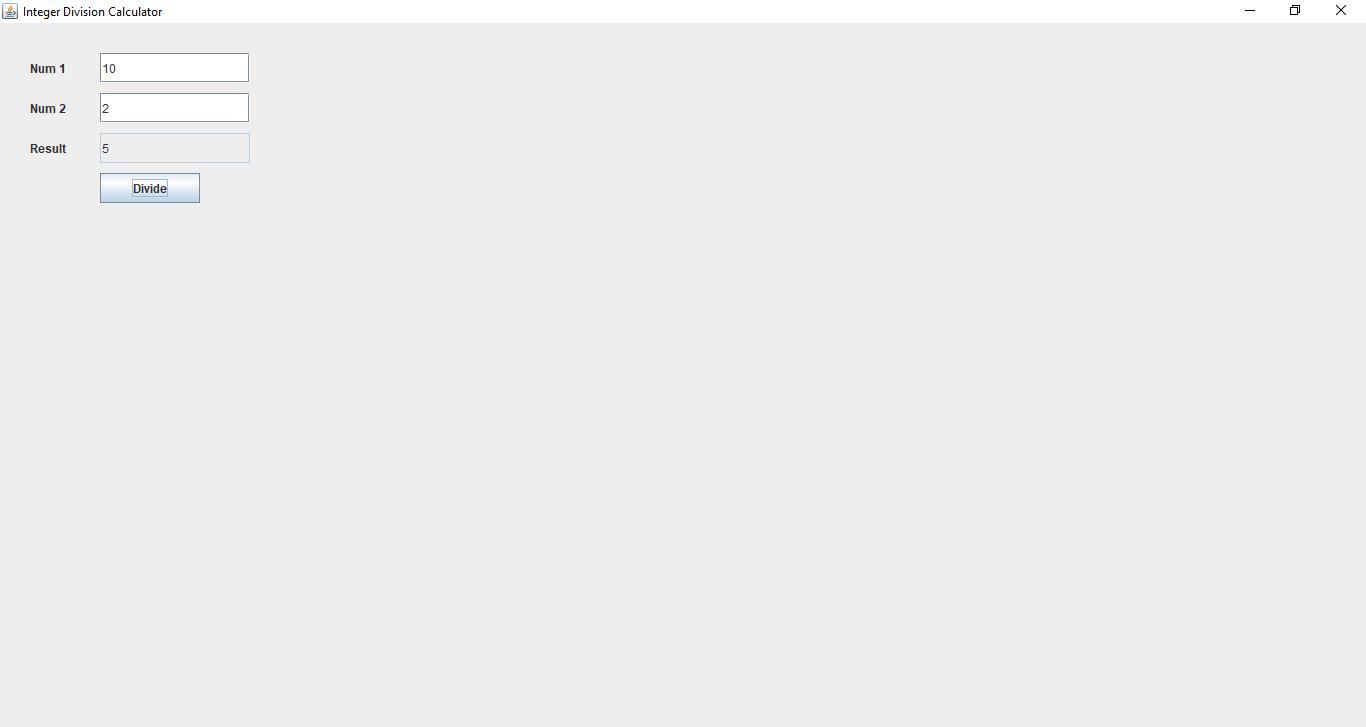 Integer Division Calculator
Num 1 10
Num 2 2
Result 5
Divide